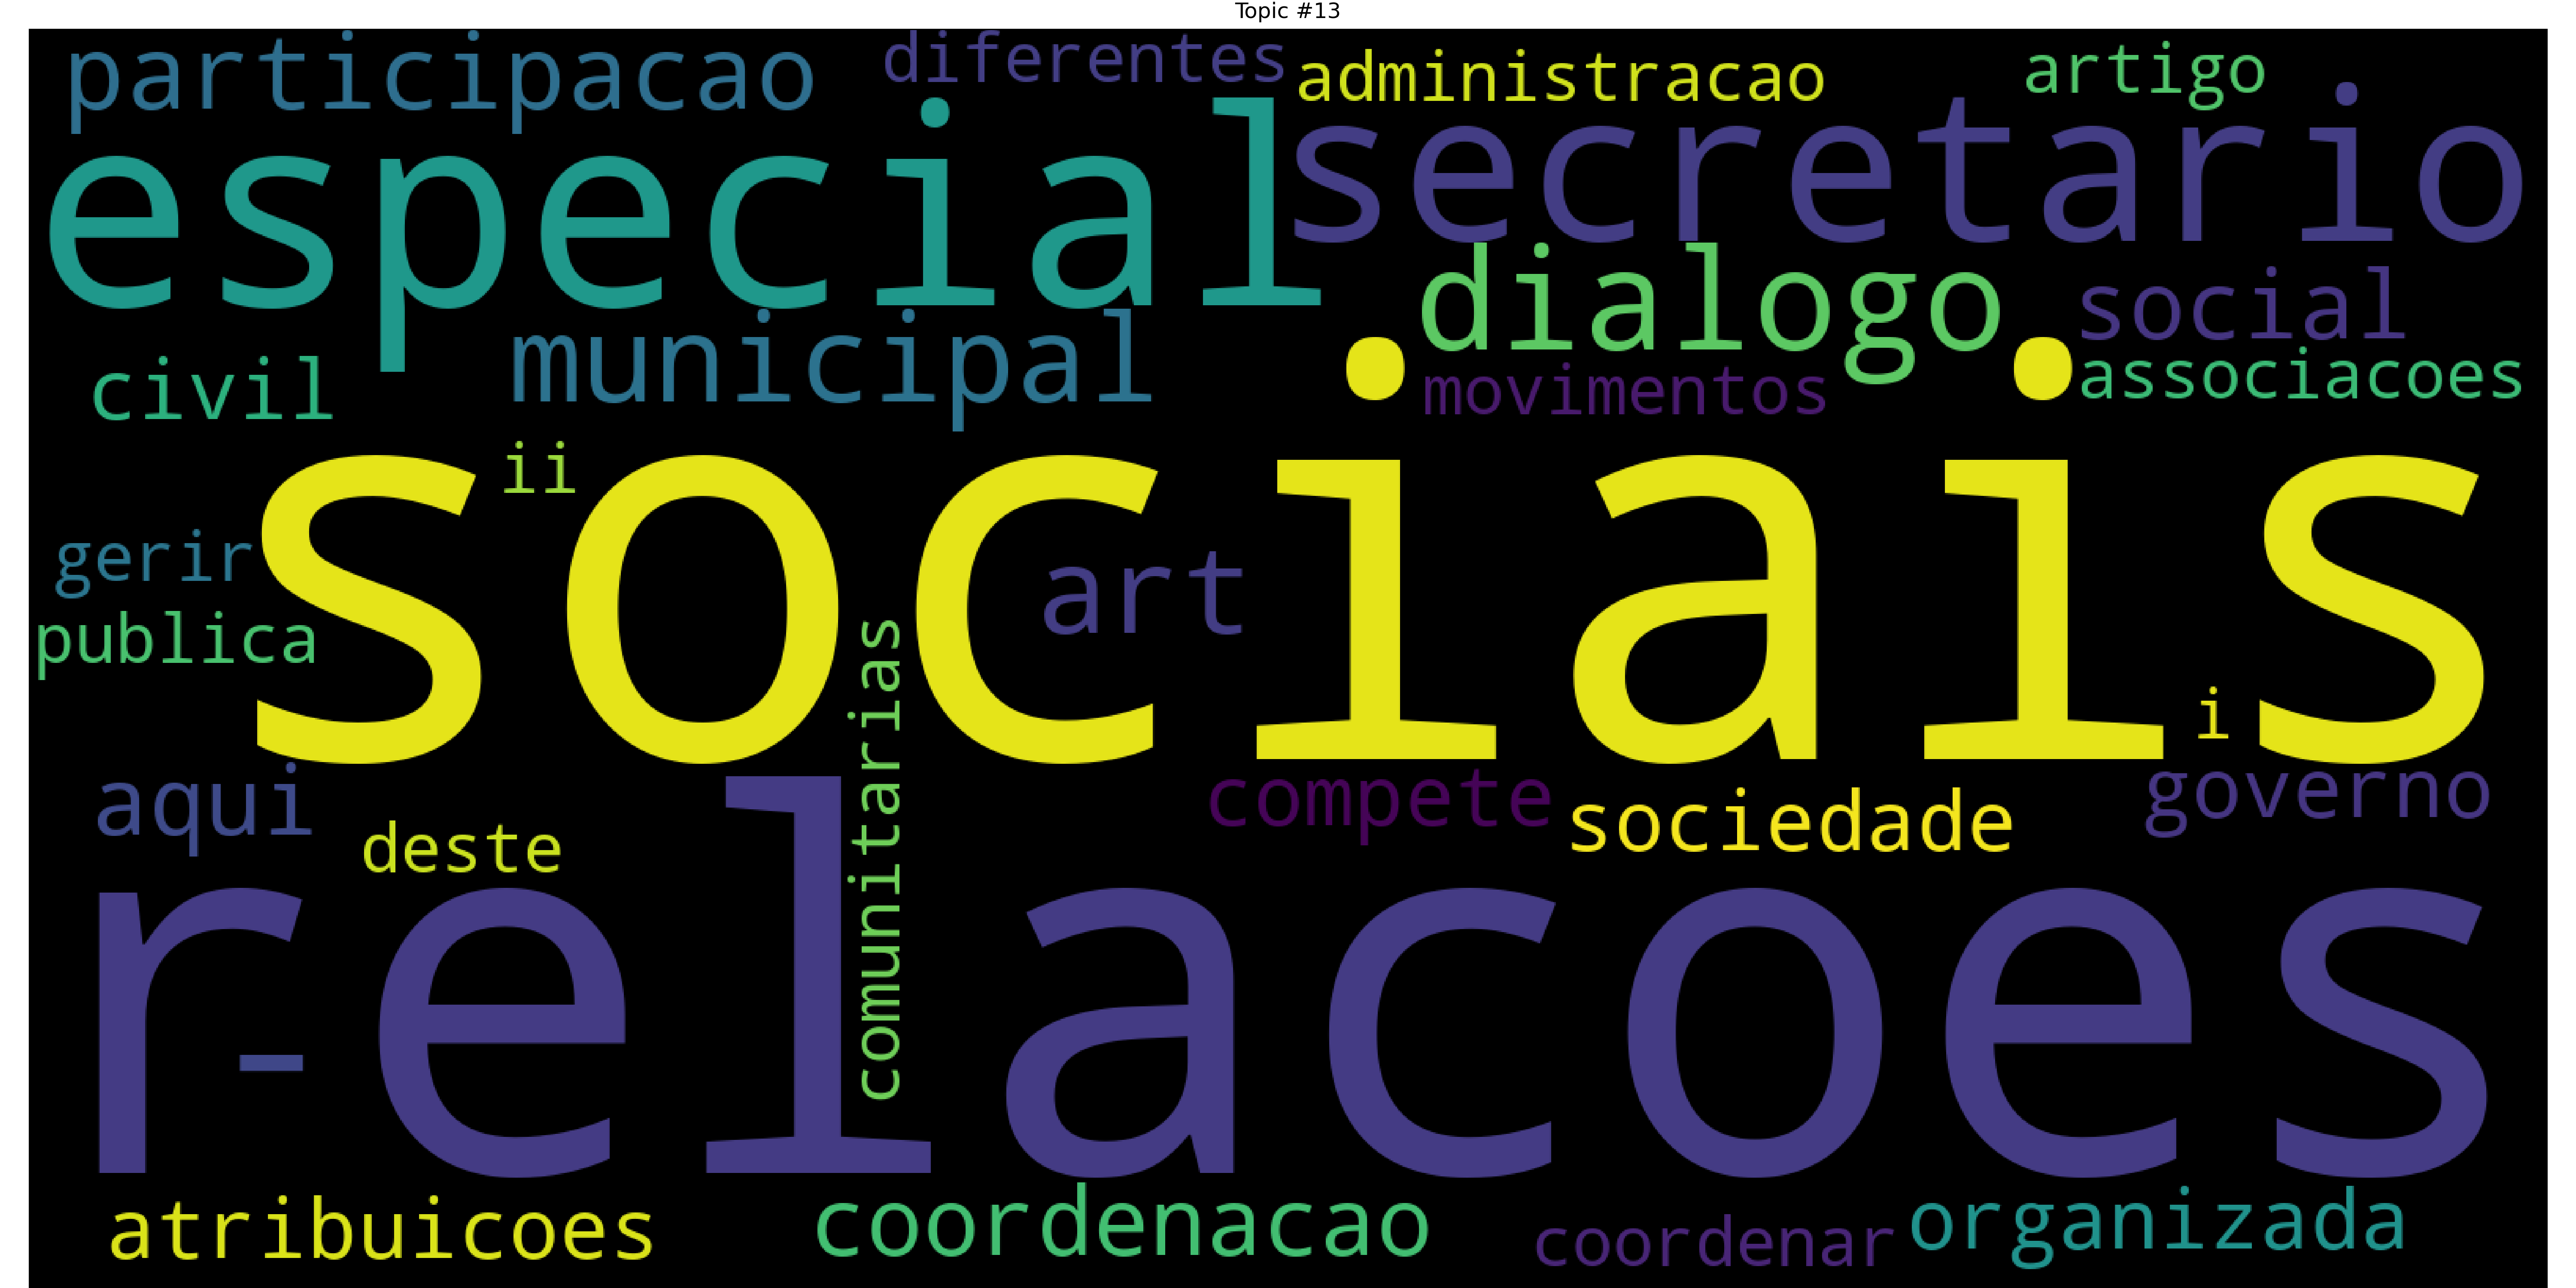 Topic #13
participacao
diferentes
administracao
artigo
especial
secretario
dialogo
social
municipal
civil
movimentos
associacoes
sociais
ii
gerir
art
publica
comunitarias
i
aqui
compete
sociedade
governo
deste
relacoes
-
atribuicoes
coordenacao
coordenar
organizada